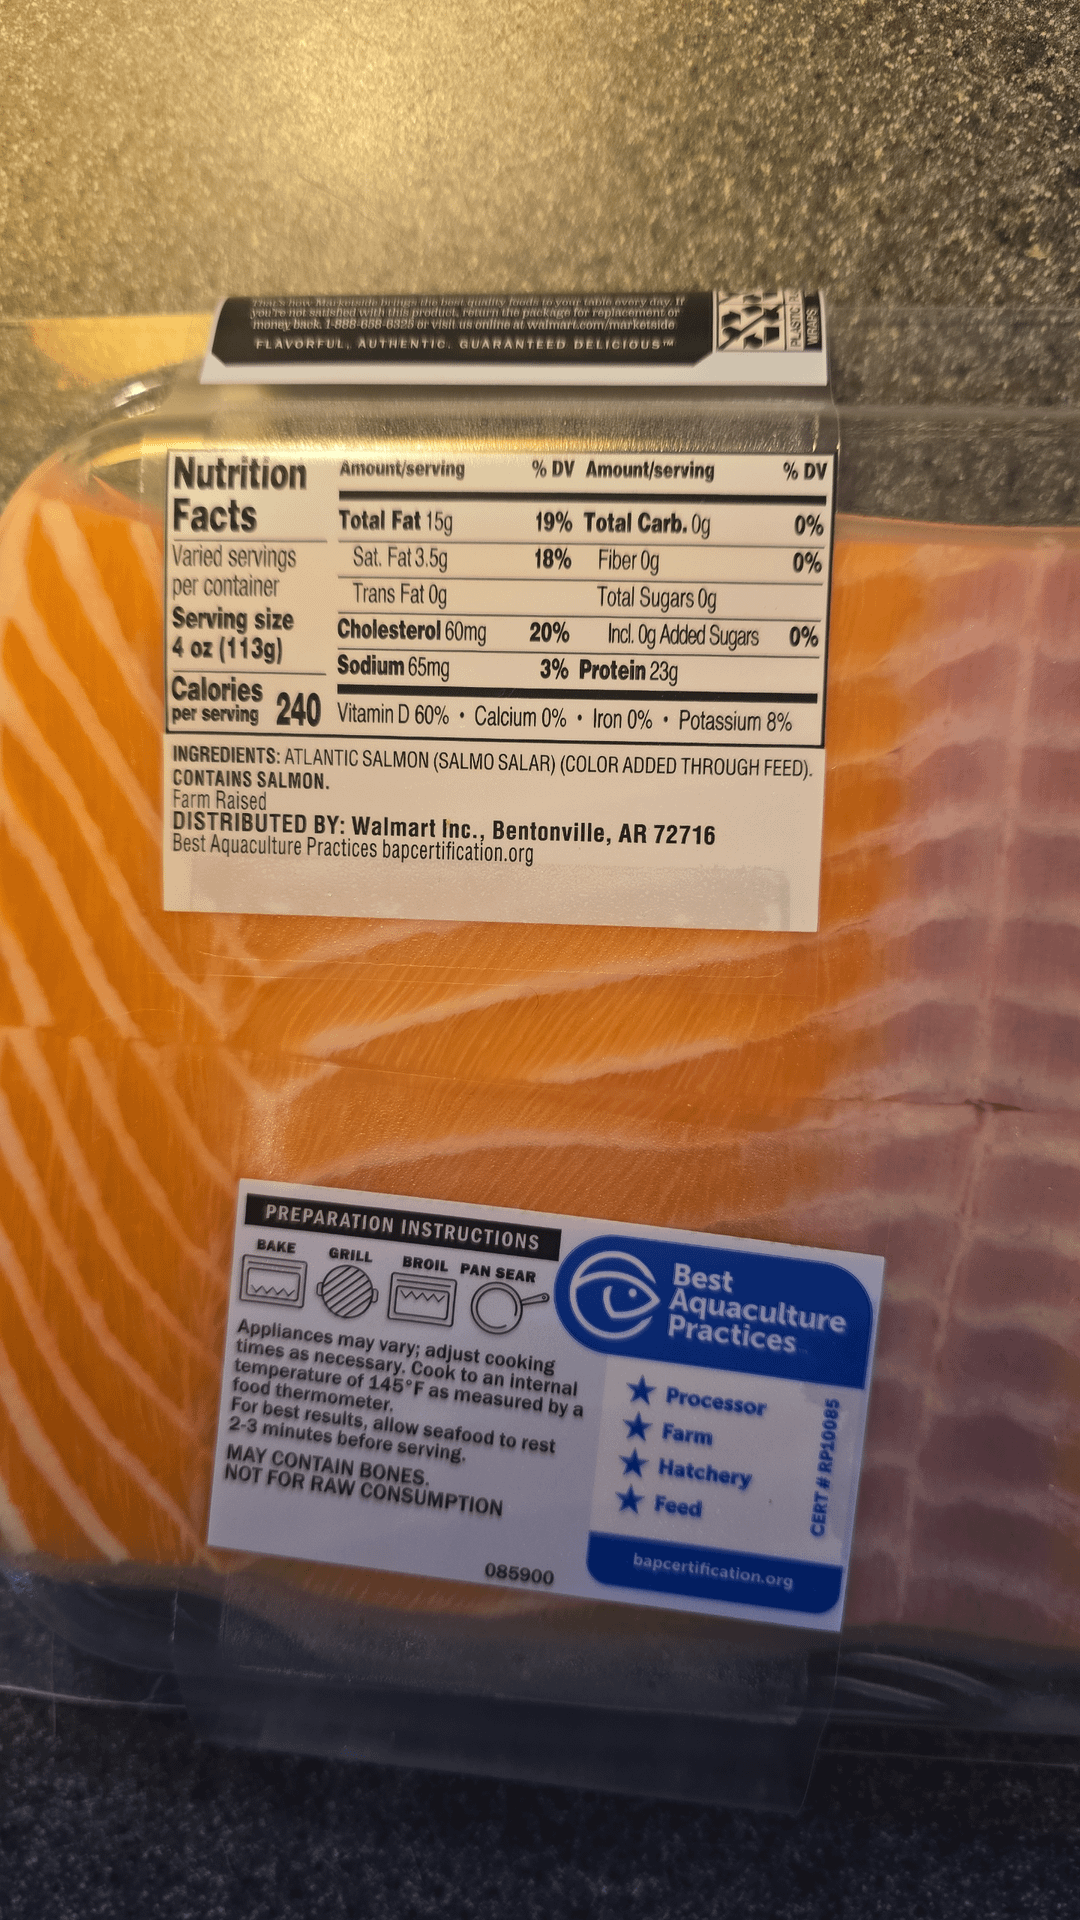 That's how Marketside brings the best quality foods to your table every day. If
you're not satisfied with this product, return the package for replacement or
money back. 1-888-658-6325 or visit us online at walmart.com/marketside
FLAVORFUL, AUTHENTIC. GUARANTEED DELICIOUS™
PLASTIC
WRAPS
Nutrition
Facts
Varied servings
per container
Serving size
4 oz (113g)
Calories
per serving 240
Amount/serving % DV Amount/serving % DV
Total Fat 15g 19% Total Carb. 0g 0%
Sat. Fat 3.5g 18% Fiber 0g 0%
Trans Fat 0g Total Sugars 0g
Cholesterol 60mg 20% Incl. 0g Added Sugars 0%
Sodium 65mg 3% Protein 23g
Vitamin D 60% • Calcium 0% • Iron 0% • Potassium 8%
INGREDIENTS: ATLANTIC SALMON (SALMO SALAR) (COLOR ADDED THROUGH FEED).
CONTAINS SALMON.
Farm Raised
DISTRIBUTED BY: Walmart Inc., Bentonville, AR 72716
Best Aquaculture Practices bapcertification.org
PREPARATION INSTRUCTIONS
BAKE GRILL BROIL PAN SEAR
Appliances may vary; adjust cooking
times as necessary. Cook to an internal
temperature of 145°F as measured by a
food thermometer.
For best results, allow seafood to rest
2-3 minutes before serving.
MAY CONTAIN BONES.
NOT FOR RAW CONSUMPTION
085900
Best
Aquaculture
Practices
★ Processor
★ Farm
★ Hatchery
★ Feed
CERT # RP10085
bapcertification.org